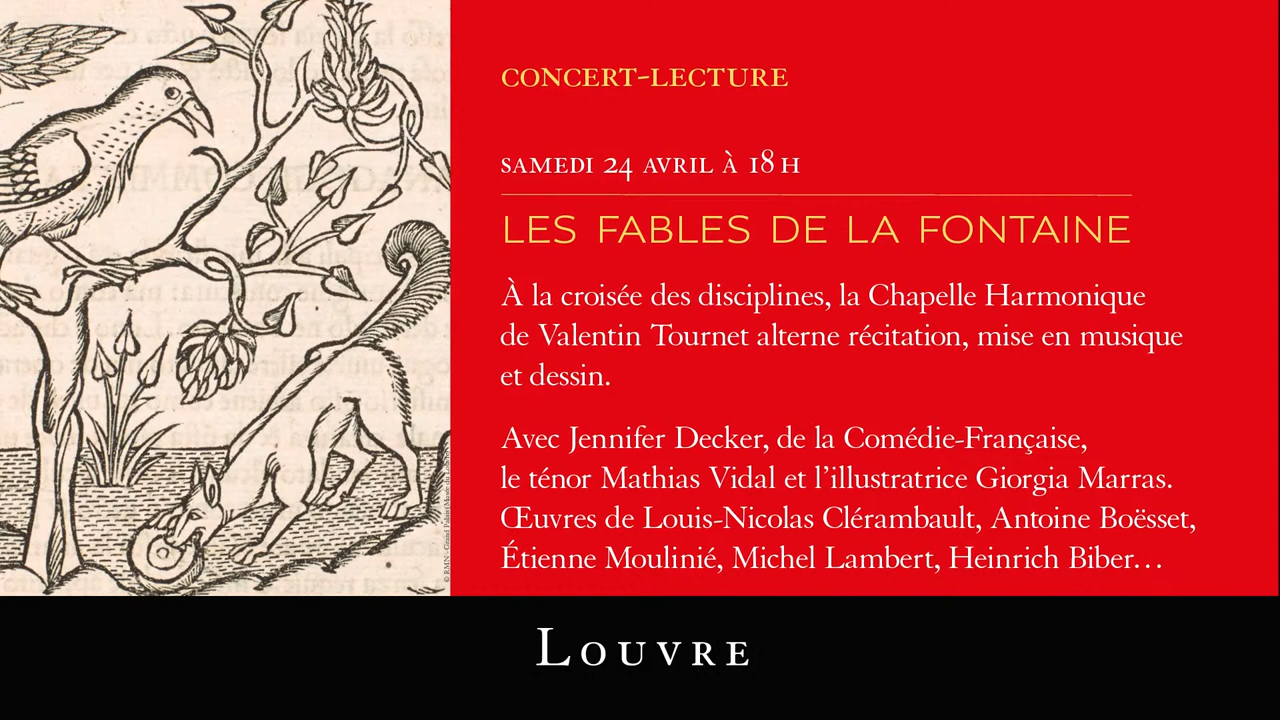 CONCERT-LECTURE
SAMEDI 24 AVRIL À 18 H
LES FABLES DE LA FONTAINE
À la croisée des disciplines, la Chapelle Harmonique
de Valentin Tournet alterne récitation, mise en musique
et dessin.
Avec Jennifer Decker, de la Comédie-Française,
le ténor Mathias Vidal et l’illustratrice Giorgia Marras.
Œuvres de Louis-Nicolas Clérambault, Antoine Boësset,
Étienne Moulinié, Michel Lambert, Heinrich Biber…
LOUVRE